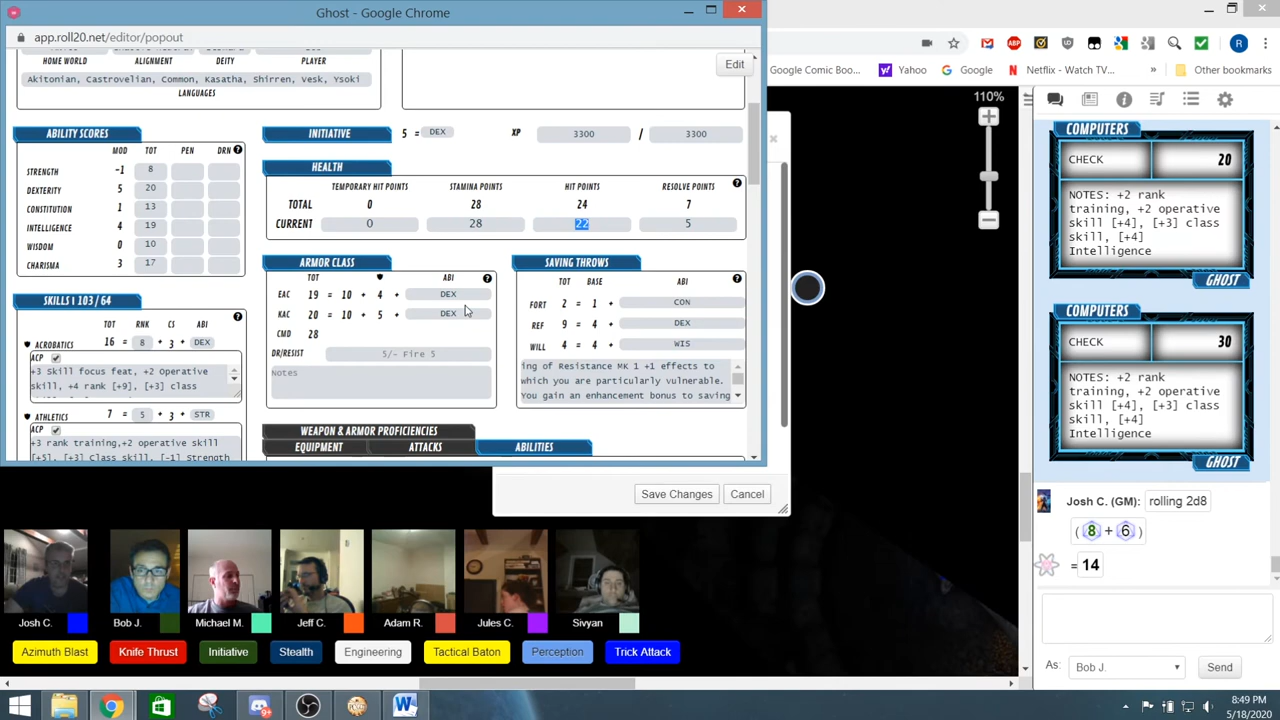 Ghost - Google Chrome
app.roll20.net/editor/popout
Edit
HOME WORLD ALIGNMENT DEITY PLAYER
Akitonian, Castrovelian, Common, Kasatha, Shirren, Vesk, Ysoki
LANGUAGES
ABILITY SCORES
MOD TOT PEN DRN
STRENGTH -1 8
DEXTERITY 5 20
CONSTITUTION 1 13
INTELLIGENCE 4 19
WISDOM 0 10
CHARISMA 3 17
SKILLS | 103/64
TOT RNK CS ABI
ACROBATICS 16 = 8 + 3 + DEX
ACP
+3 skill focus feat, +2 Operative
skill, +4 rank [+9], [+3] class
ATHLETICS 7 = 5 + 3 + STR
ACP
+3 rank training,+2 operative skill
[+5], [+3] Class skill, [-1] Strength
INITIATIVE 5 = DEX XP 3300 / 3300
HEALTH
TEMPORARY HIT POINTS STAMINA POINTS HIT POINTS RESOLVE POINTS
TOTAL 0 28 24 7
CURRENT 0 28 22 5
ARMOR CLASS
TOT ABI
EAC 19 = 10 + 4 + DEX
KAC 20 = 10 + 5 + DEX
CMD 28
DR/RESIST 5/- Fire 5
Notes
SAVING THROWS
TOT BASE ABI
FORT 2 = 1 + CON
REF 9 = 4 + DEX
WILL 4 = 4 + WIS
ing of Resistance MK 1 +1 effects to
which you are particularly vulnerable.
You gain an enhancement bonus to saving
WEAPON & ARMOR PROFICIENCIES
EQUIPMENT ATTACKS ABILITIES
Save Changes Cancel
Google Comic Boo... Yahoo Google Netflix - Watch TV... » Other bookmarks
110%
COMPUTERS
CHECK 20
NOTES: +2 rank
training, +2 operative
skill [+4], [+3] class
skill, [+4]
Intelligence
GHOST
COMPUTERS
CHECK 30
NOTES: +2 rank
training, +2 operative
skill [+4], [+3] class
skill, [+4]
Intelligence
GHOST
Josh C. (GM): rolling 2d8
(8 + 6)
= 14
As: Bob J. Send
Josh C. Bob J. Michael M. Jeff C. Adam R. Jules C. Sivyan
Azimuth Blast Knife Thrust Initiative Stealth Engineering Tactical Baton Perception Trick Attack
8:49 PM
5/18/2020